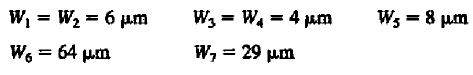 W₁ = W₂ = 6 μm W₃ = W₄ = 4 μm W₅ = 8 μm
W₆ = 64 μm W₇ = 29 μm